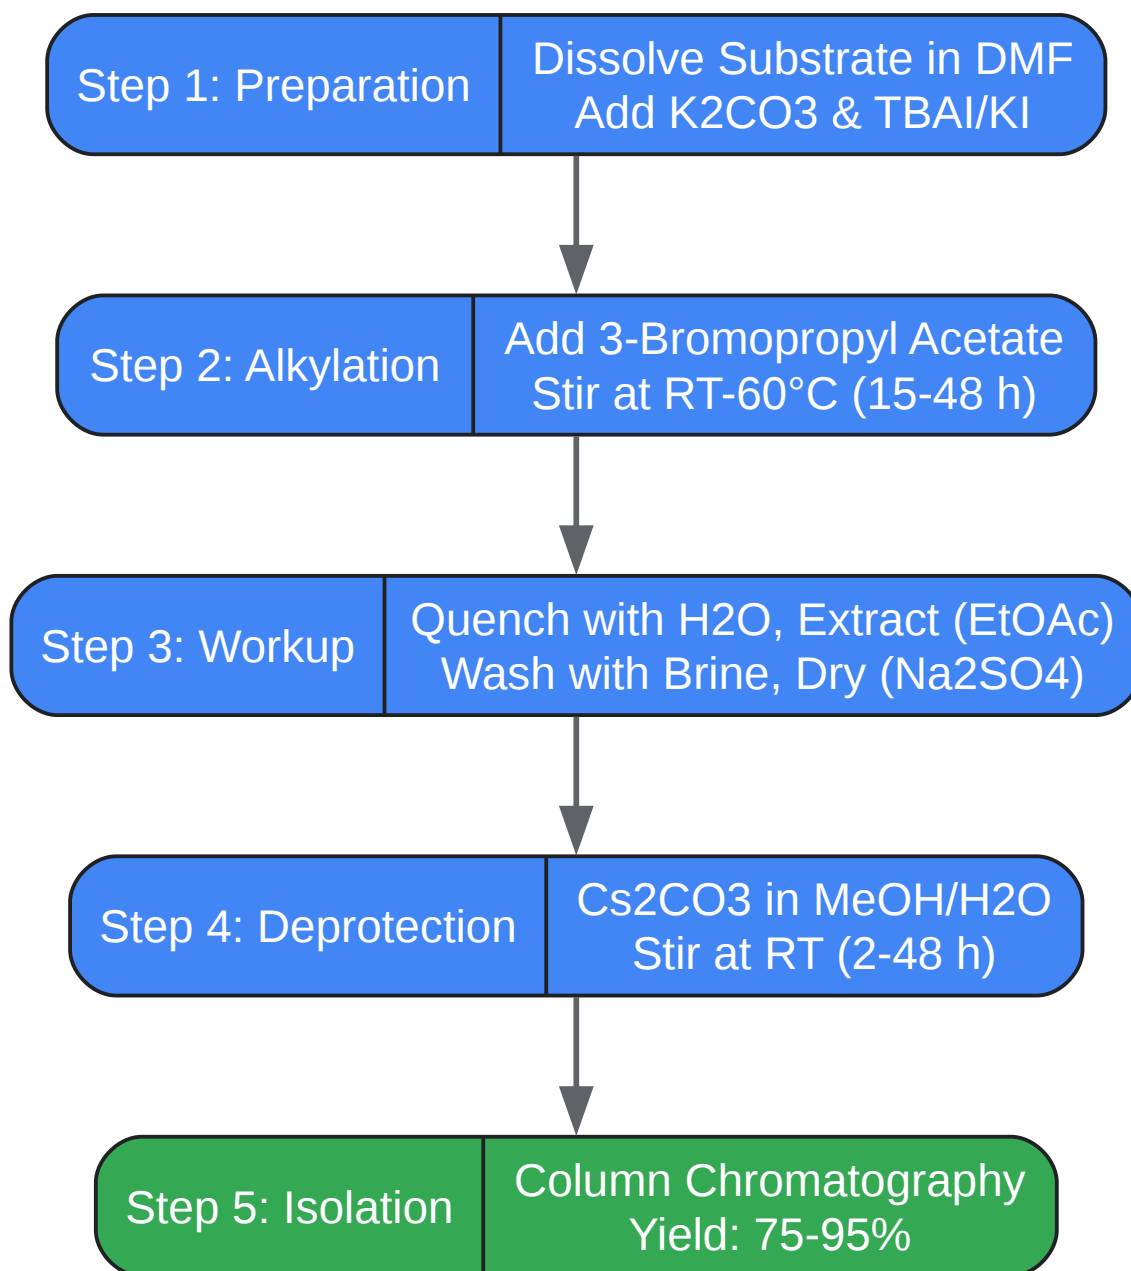 Step 1: Preparation
Dissolve Substrate in DMF
Add K2CO3 & TBAI/KI
Step 2: Alkylation
Add 3-Bromopropyl Acetate
Stir at RT-60°C (15-48 h)
Step 3: Workup
Quench with H2O, Extract (EtOAc)
Wash with Brine, Dry (Na2SO4)
Step 4: Deprotection
Cs2CO3 in MeOH/H2O
Stir at RT (2-48 h)
Step 5: Isolation
Column Chromatography
Yield: 75-95%